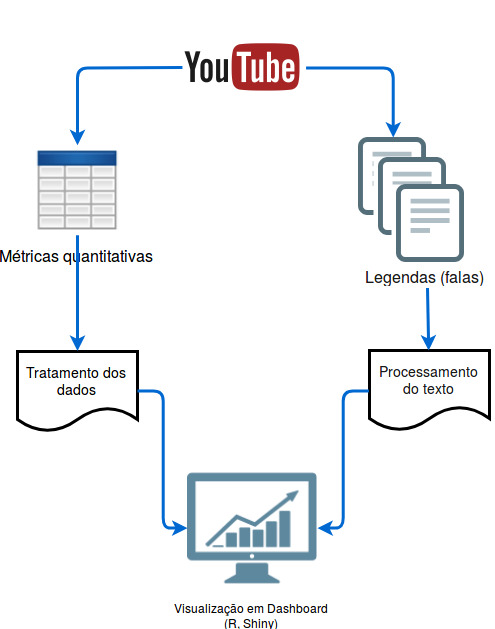 YouTube
Métricas quantitativas
Legendas (falas)
Tratamento dos
dados
Processamento
do texto
Visualização em Dashboard
(R, Shiny)